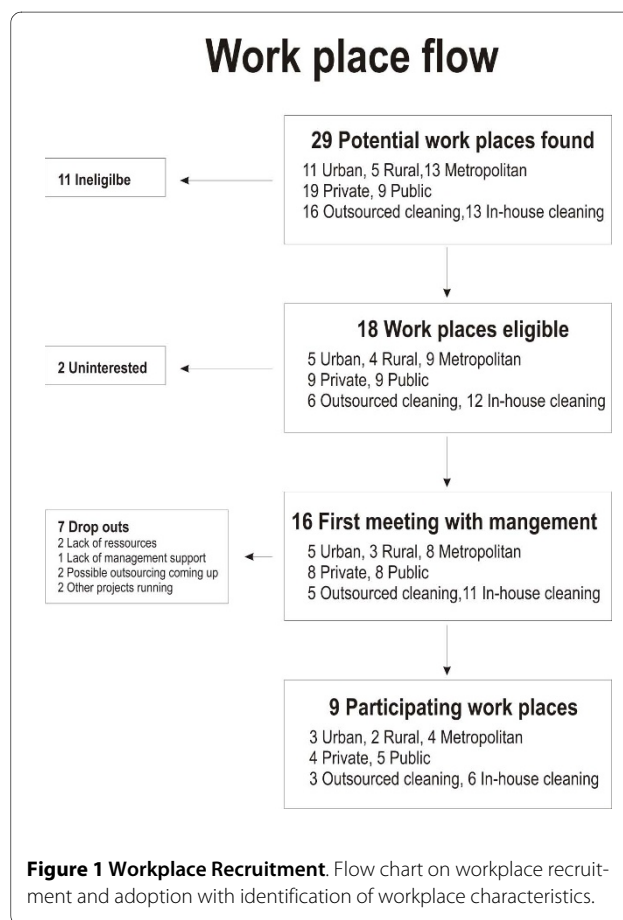 Work place flow
29 Potential work places found
11 Urban, 5 Rural,13 Metropolitan
19 Private, 9 Public
16 Outsourced cleaning,13 In-house cleaning
11 Ineligilbe
18 Work places eligible
5 Urban, 4 Rural, 9 Metropolitan
9 Private, 9 Public
6 Outsourced cleaning, 12 In-house cleaning
2 Uninterested
16 First meeting with mangement
5 Urban, 3 Rural, 8 Metropolitan
8 Private, 8 Public
5 Outsourced cleaning,11 In-house cleaning
7 Drop outs
2 Lack of ressources
1 Lack of management support
2 Possible outsourcing coming up
2 Other projects running
9 Participating work places
3 Urban, 2 Rural, 4 Metropolitan
4 Private, 5 Public
3 Outsourced cleaning, 6 In-house cleaning
Figure 1 Workplace Recruitment. Flow chart on workplace recruit-
ment and adoption with identification of workplace characteristics.